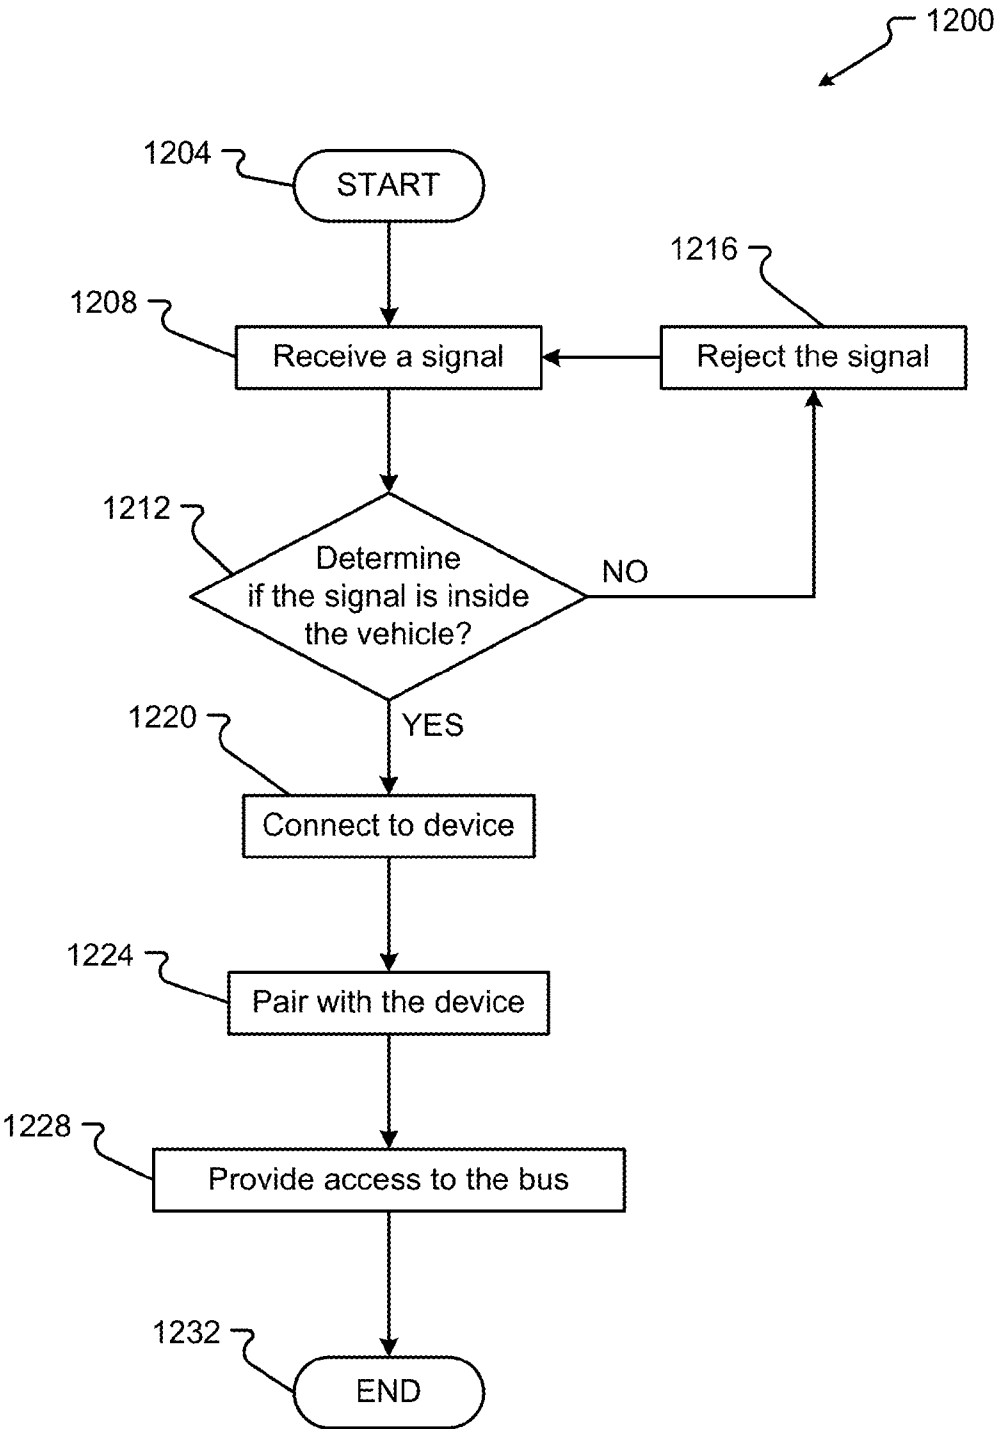 1200
1204
START
1216
1208
Receive a signal
Reject the signal
1212
Determine
if the signal is inside
the vehicle?
NO
YES
1220
Connect to device
1224
Pair with the device
1228
Provide access to the bus
1232
END